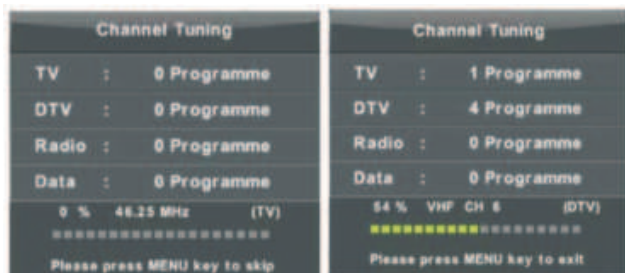 Channel Tuning
TV : 0 Programme
DTV : 0 Programme
Radio : 0 Programme
Data : 0 Programme
0 % 46.25 MHz (TV)
Please press MENU key to skip
Channel Tuning
TV : 1 Programme
DTV : 4 Programme
Radio : 0 Programme
Data : 0 Programme
54 % VHF CH 6 (DTV)
Please press MENU key to exit